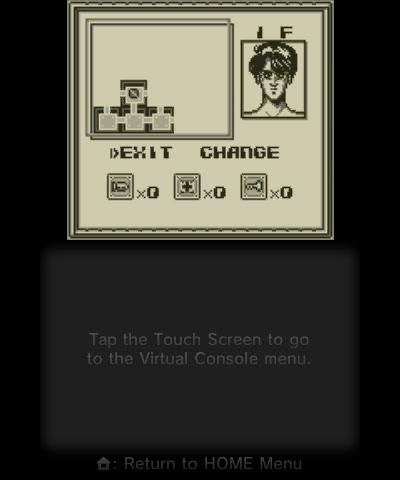 1 F
EXIT CHANGE
×0 ×0 ×0
Tap the Touch Screen to go
to the Virtual Console menu.
: Return to HOME Menu